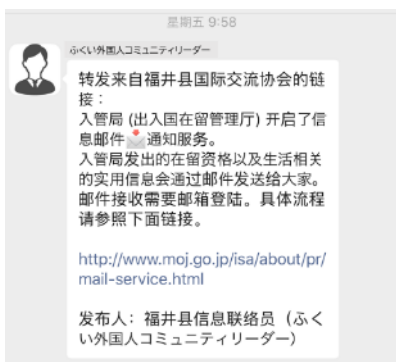 星期五 9:58
ふくい外国人コミュニティリーダー
转发来自福井县国际交流协会的链
接：
入管局 (出入国在留管理厅) 开启了信
息邮件📩通知服务。
入管局发出的在留资格以及生活相关
的实用信息会通过邮件发送给大家。
邮件接收需要邮箱登陆。具体流程
请参照下面链接。
http://www.moj.go.jp/isa/about/pr/
mail-service.html
发布人：福井县信息联络员（ふく
い外国人コミュニティリーダー）